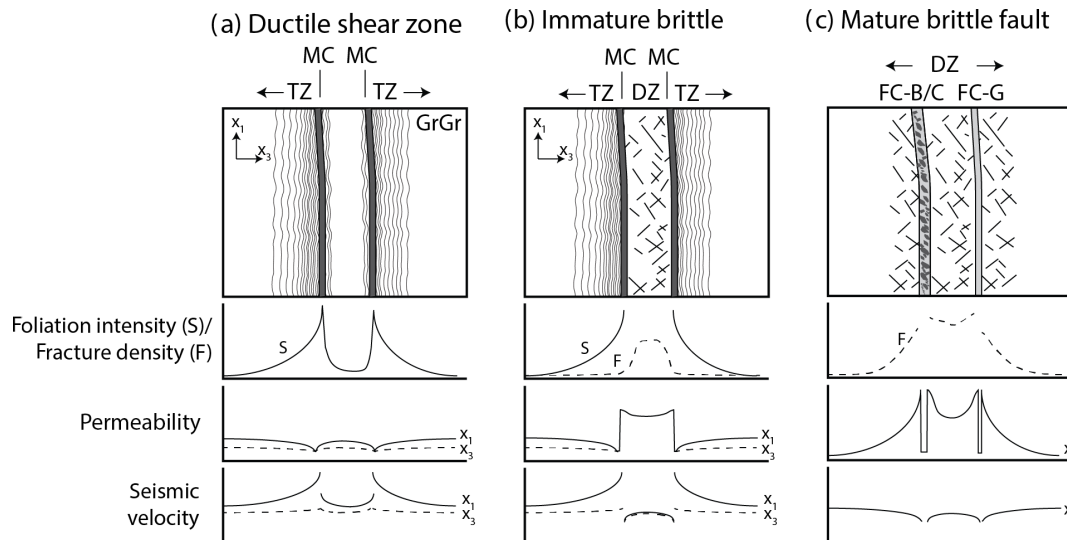 (a) Ductile shear zone
MC MC
TZ TZ
GrGr
x1
x3
(b) Immature brittle
MC MC
TZ DZ TZ
x1
x3
(c) Mature brittle fault
DZ
FC-B/C FC-G
Foliation intensity (S)/
Fracture density (F)
S
S
F
F
Permeability
x1
x3
x1
x3
x
Seismic
velocity
x1
x3
x1
x3
x